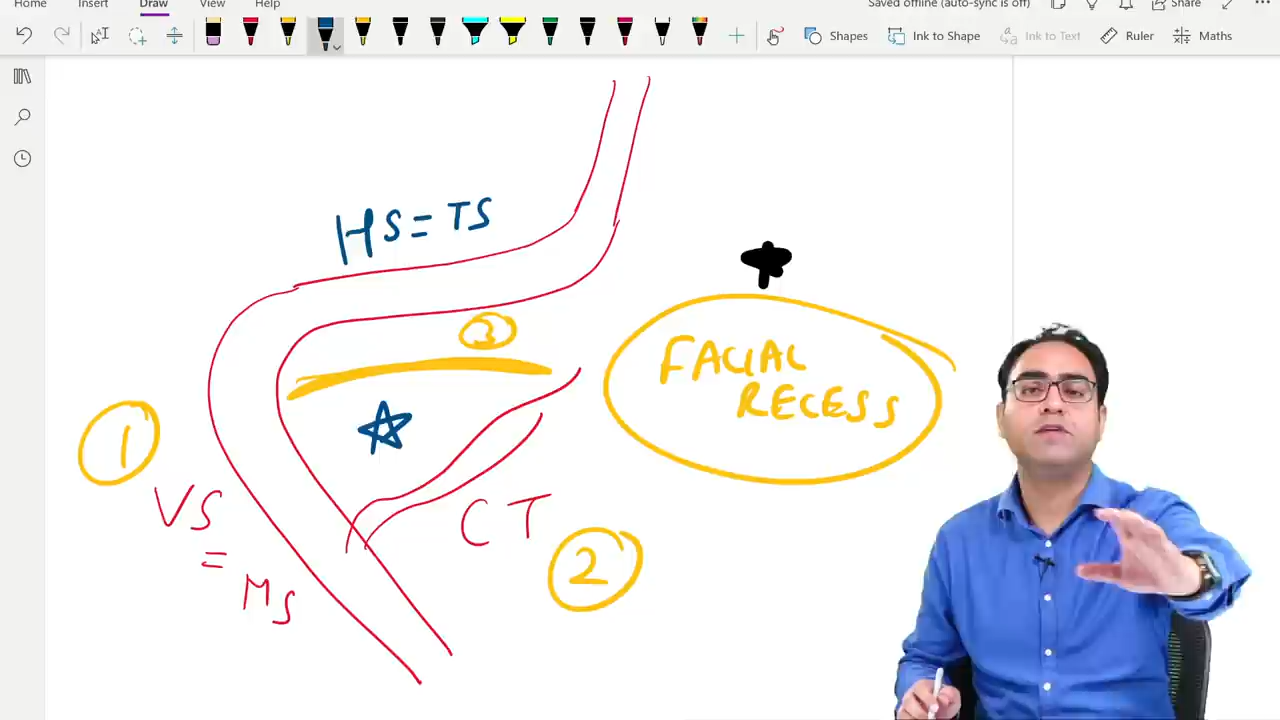 Home Insert Draw View Help Saved offline (auto-sync is off) Share
Shapes Ink to Shape Ink to Text Ruler Maths
HS = TS
3
FACIAL
RECESS
1
VS
=
MS
CT
2